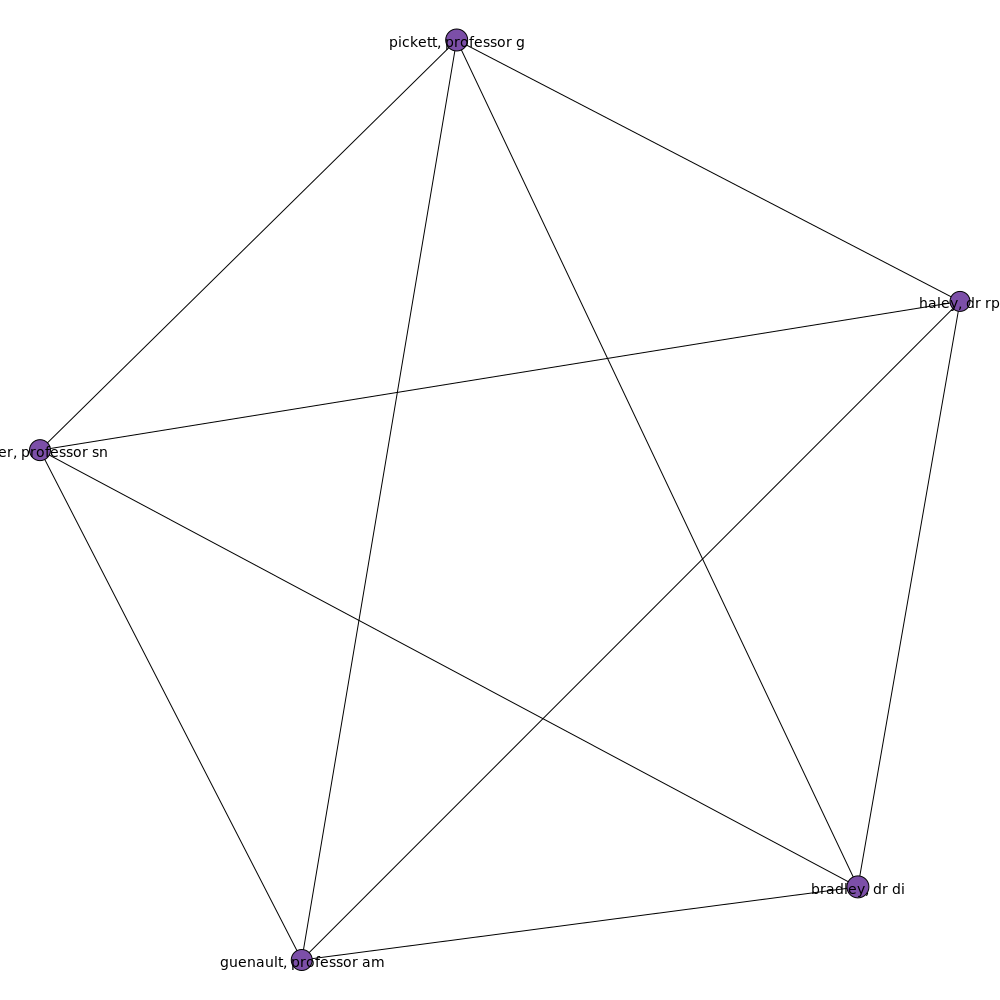 pickett, professor g
haley, dr rp
er, professor sn
bradley, dr di
guenault, professor am